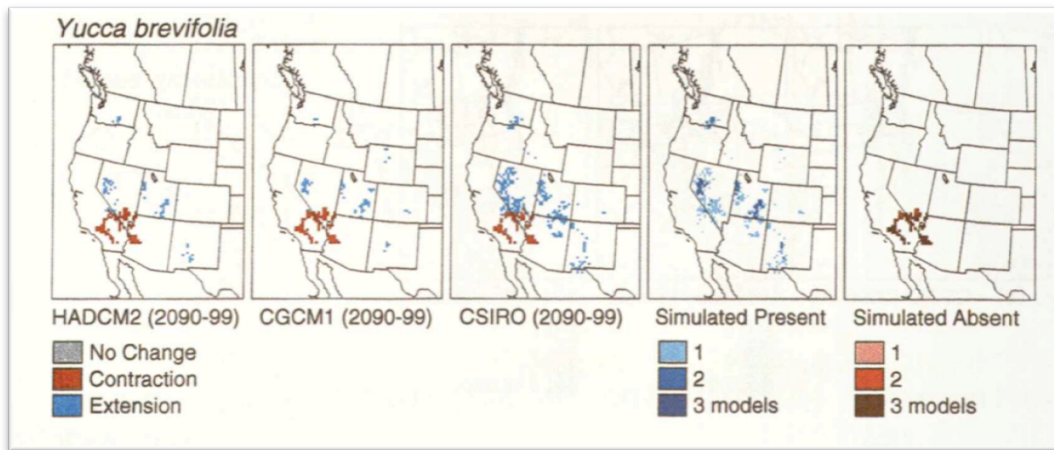 Yucca brevifolia
HADCM2 (2090-99)
CGCM1 (2090-99)
CSIRO (2090-99)
Simulated Present
Simulated Absent
No Change
Contraction
Extension
1
2
3 models
1
2
3 models